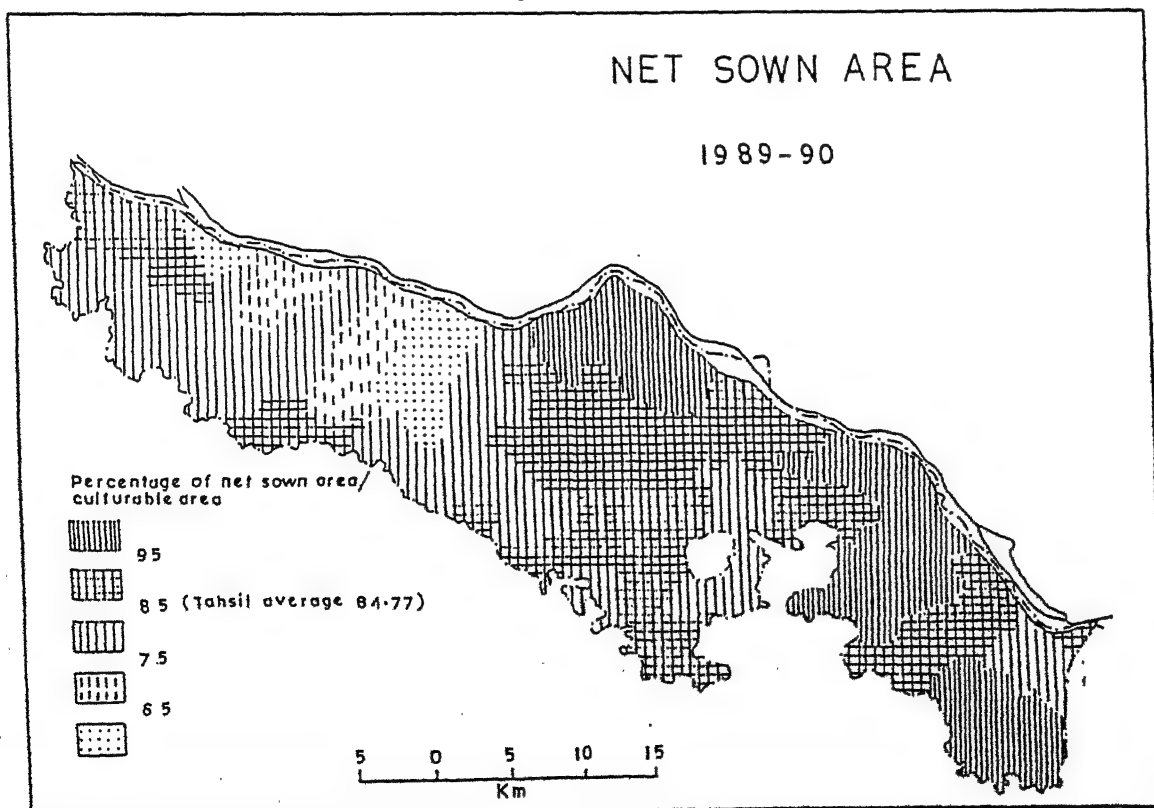 NET SOWN AREA
1989-90
Percentage of net sown area/
culturable area
95
85 (Tahsil average 84.77)
75
65
5 0 5 10 15
Km